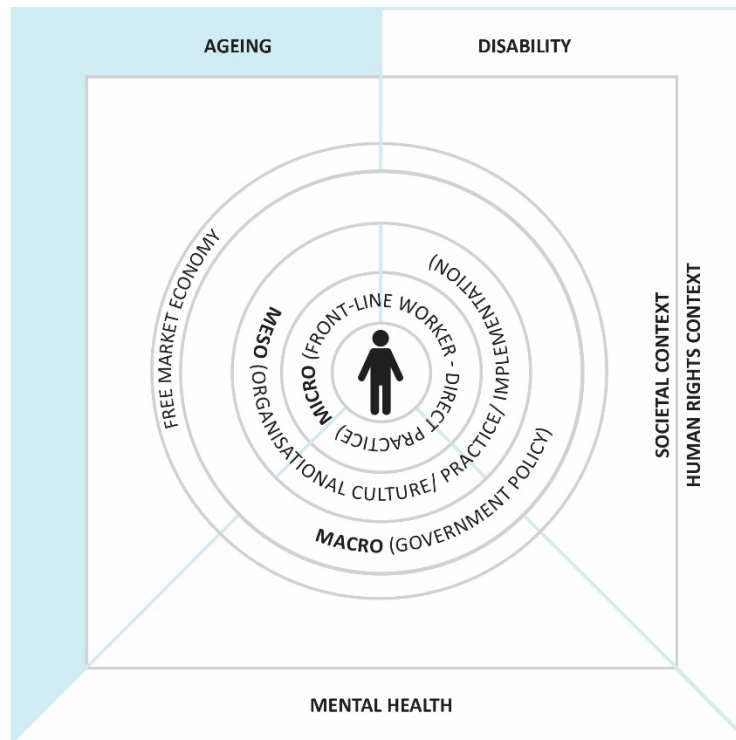 AGEING
DISABILITY
FREE MARKET ECONOMY
MESO (ORGANISATIONAL CULTURE/ PRACTICE/ IMPLEMENTATION)
MICRO (FRONT-LINE WORKER - DIRECT PRACTICE)
MACRO (GOVERNMENT POLICY)
SOCIETAL CONTEXT
HUMAN RIGHTS CONTEXT
MENTAL HEALTH